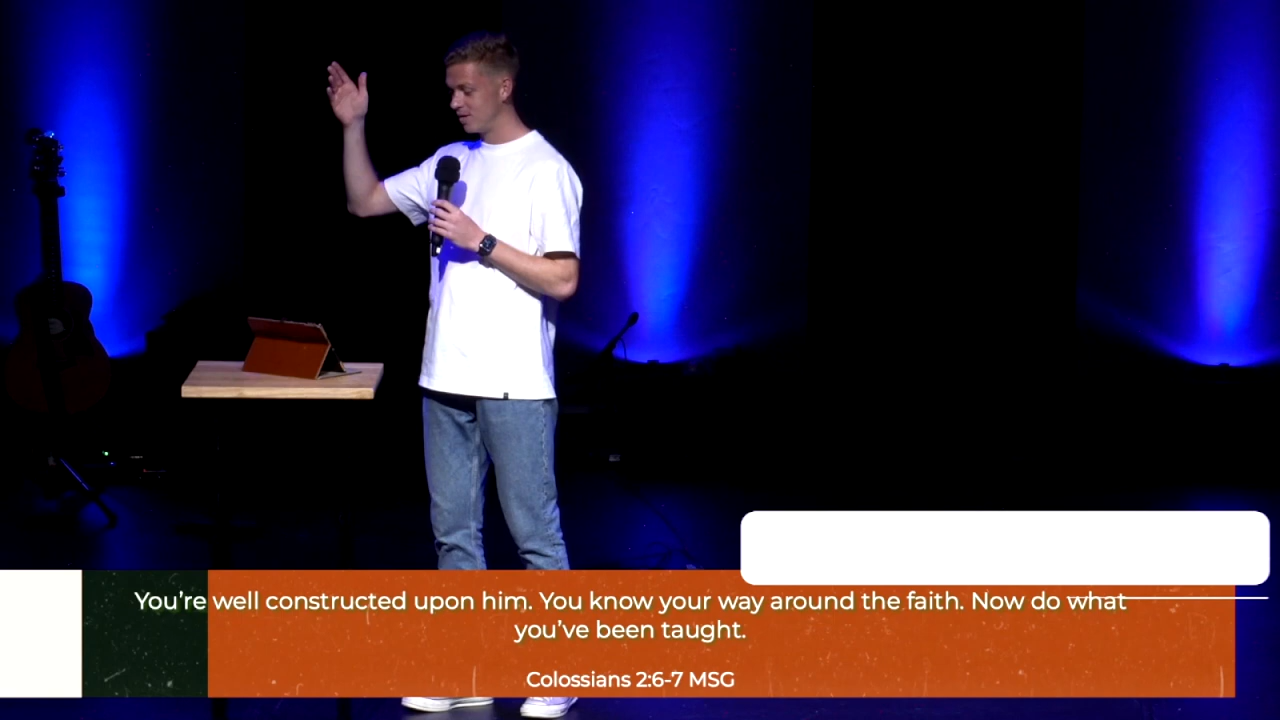 You’re well constructed upon him. You know your way around the faith. Now do what
you’ve been taught.
Colossians 2:6-7 MSG